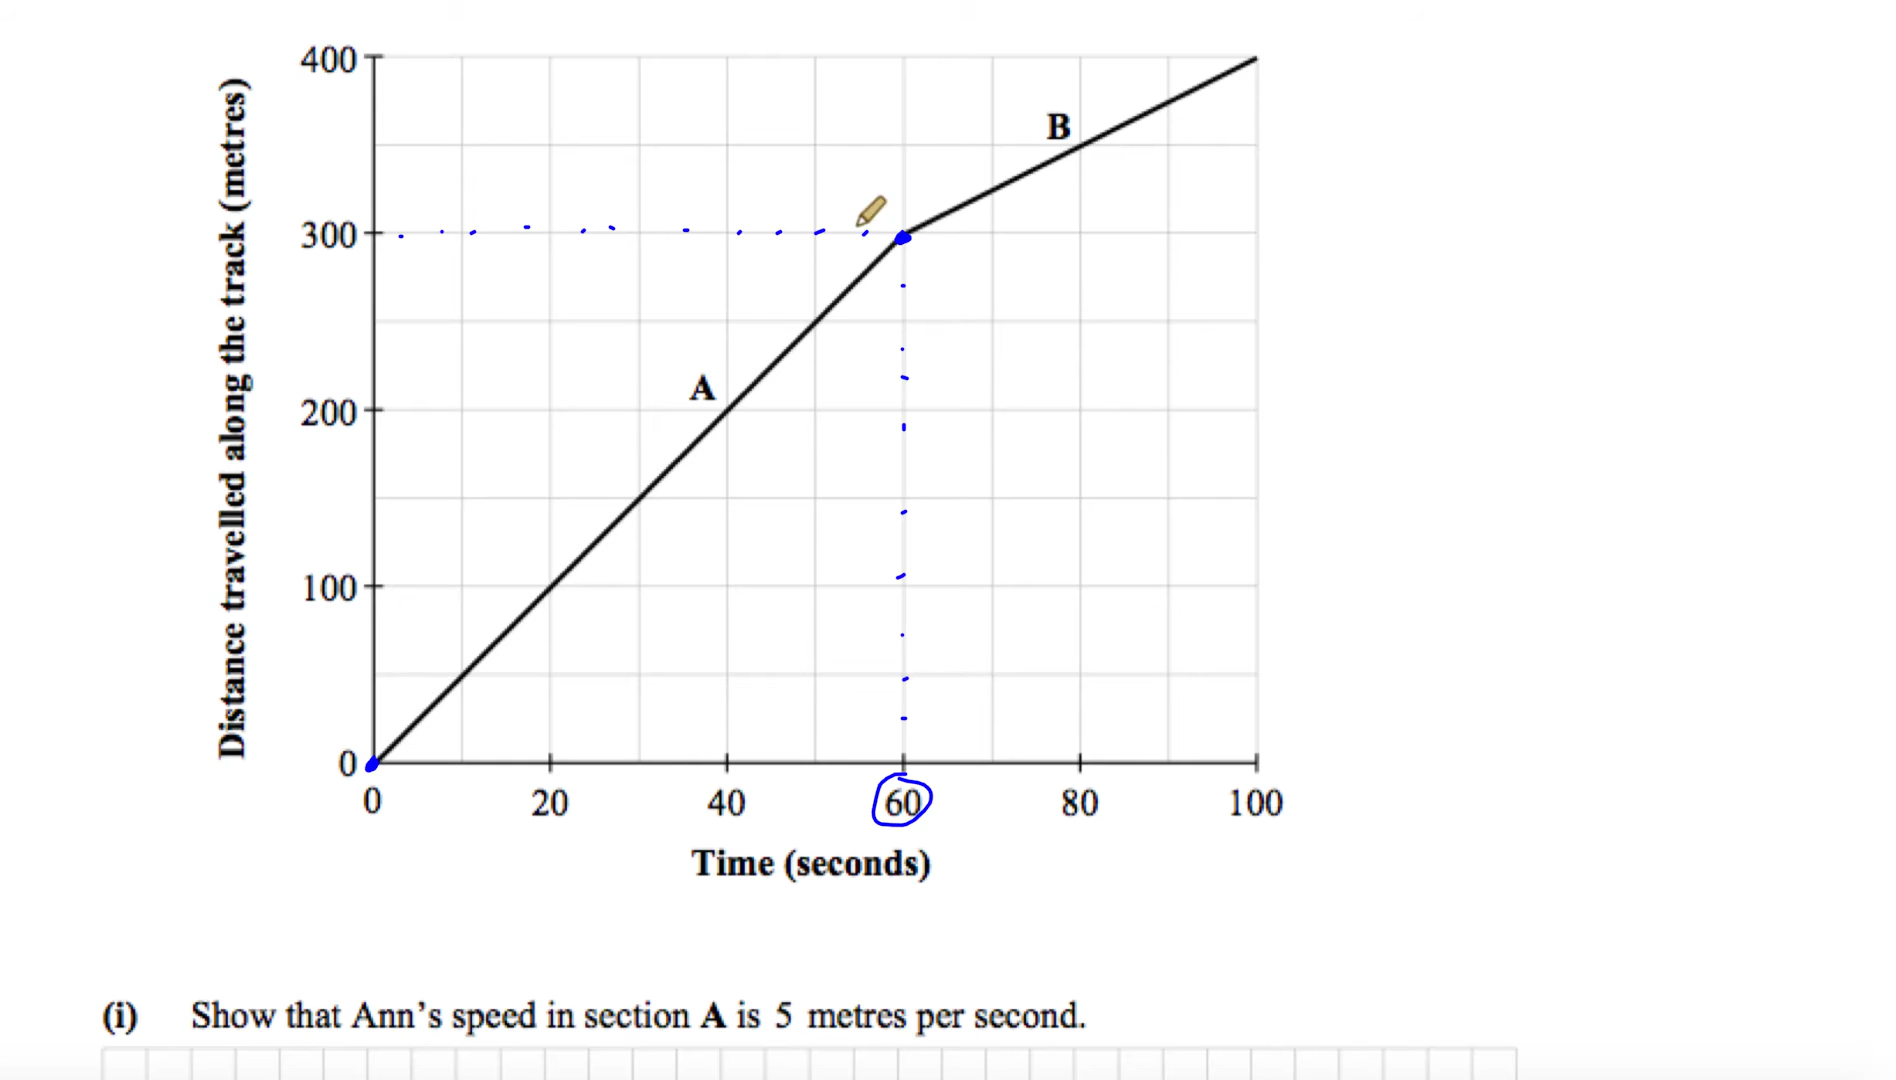 400
300
200
100
0
Distance travelled along the track (metres)
A
B
0 20 40 60 80 100
Time (seconds)
(i) Show that Ann’s speed in section A is 5 metres per second.